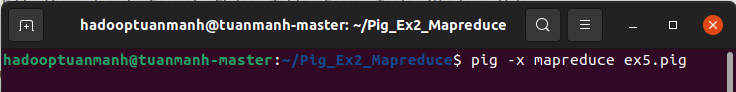 hadooptuanmanh@tuanmanh-master: ~/Pig_Ex2_Mapreduce
hadooptuanmanh@tuanmanh-master:~/Pig_Ex2_Mapreduce$ pig -x mapreduce ex5.pig